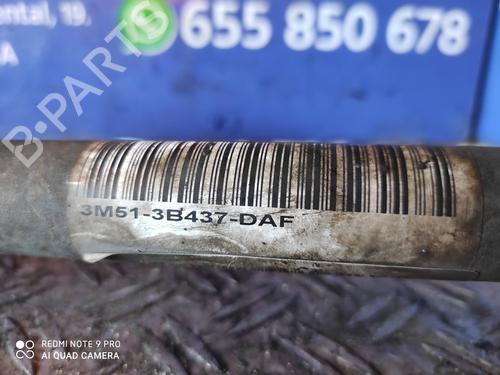 ental, 19.
A
655 850 678
B-PARTS
3M51-3B437-DAF
REDMI NOTE 9 PRO
AI QUAD CAMERA